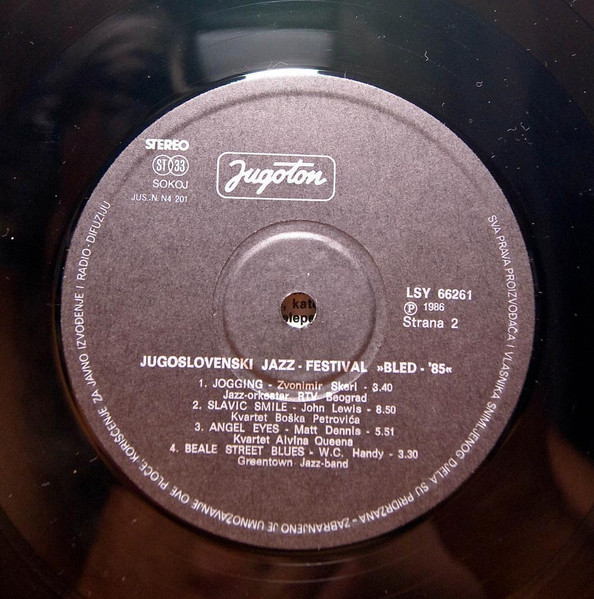 STEREO
ST 33
SOKOJ
JUS. N. N4 201
Jugoton
LSY 66261
Ⓟ 1986
Strana 2
JUGOSLOVENSKI JAZZ - FESTIVAL »BLED - '85«
1. JOGGING - Zvonimir Skerl - 3.40
Jazz-orkestar RTV Beograd
2. SLAVIC SMILE - John Lewis - 8.50
Kvartet Boška Petrovića
3. ANGEL EYES - Matt Dennis - 5.51
Kvartet Alvina Queena
4. BEALE STREET BLUES - W.C. Handy - 3.30
Greentown Jazz-band
SVA PRAVA PROIZVOĐAČA I VLASNIKA SNIMLJENOG DJELA SU PRIDRŽANA - ZABRANJENO JE UMNOŽAVANJE OVE PLOČE, KORIŠĆENJE ZA JAVNO IZVOĐENJE I RADIO-DIFUZIJU